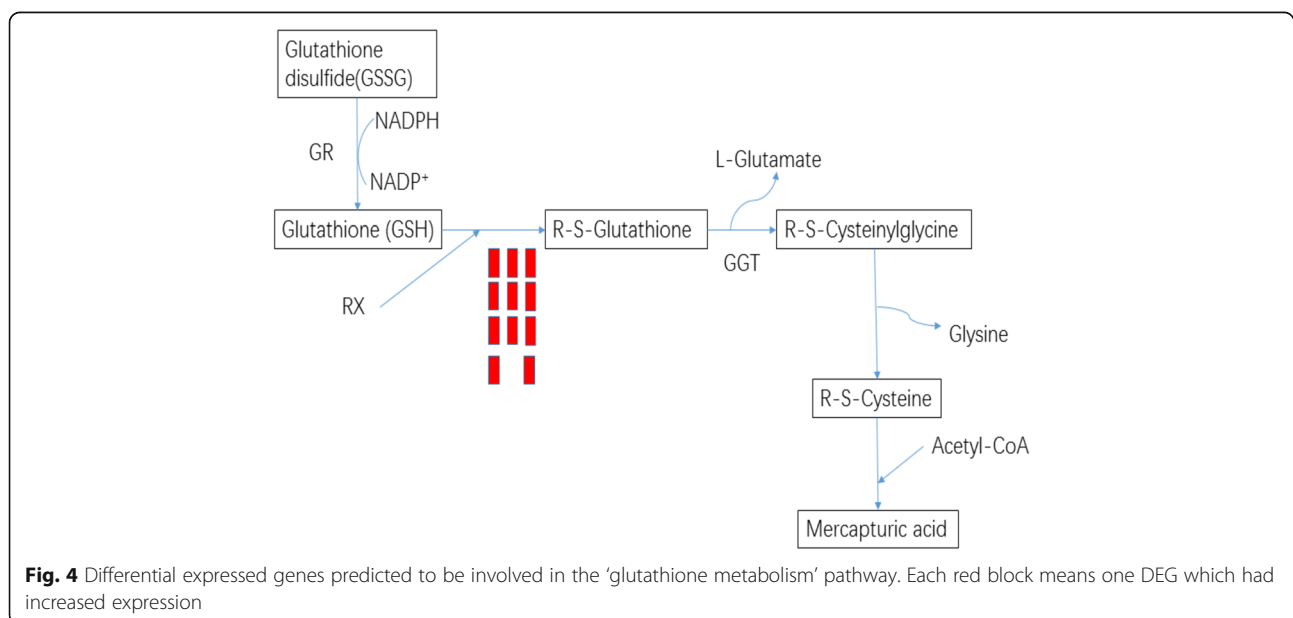 Glutathione
disulfide(GSSG)
NADPH
GR
NADP+
L-Glutamate
Glutathione (GSH)
R-S-Glutathione
R-S-Cysteinylglycine
GGT
RX
Glysine
R-S-Cysteine
Acetyl-CoA
Mercapturic acid
Fig. 4 Differential expressed genes predicted to be involved in the ‘glutathione metabolism’ pathway. Each red block means one DEG which had
increased expression